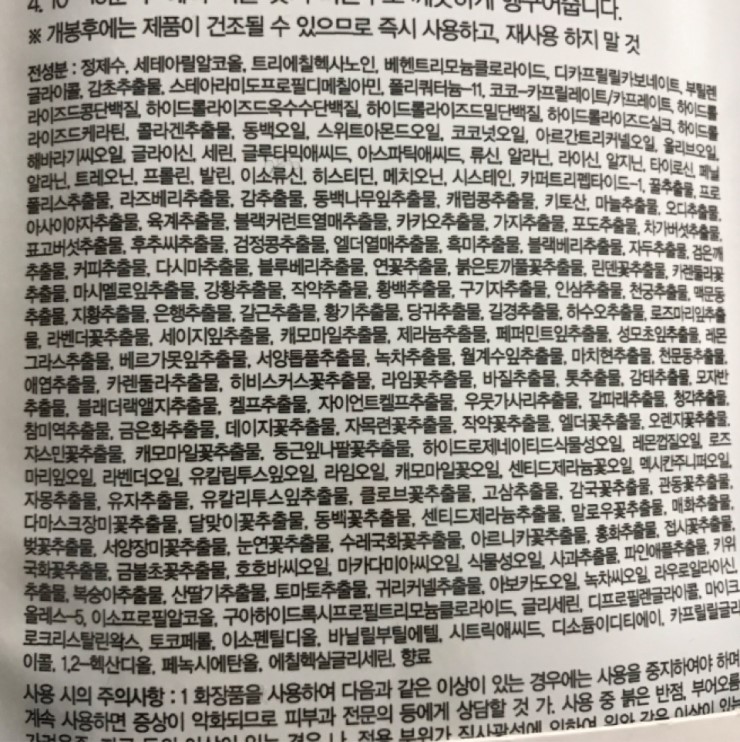 4. 10~15분
※ 개봉후에는 제품이 건조될 수 있으므로 즉시 사용하고, 재사용 하지 말 것
전성분 : 정제수, 세테아릴알코올, 트리에칠헥사노인, 베헨트리모늄클로라이드, 디카프릴릴카보네이트, 부틸렌
글라이콜, 감초추출물, 스테아라미도프로필디메칠아민, 폴리쿼터늄-11, 코코-카프릴레이트/카프레이트, 하이드롤
라이즈드콩단백질, 하이드롤라이즈드옥수수단백질, 하이드롤라이즈드밀단백질, 하이드롤라이즈드실크, 하이드롤
라이즈드케라틴, 콜라겐추출물, 동백오일, 스위트아몬드오일, 코코넛오일, 아르간트리커넬오일, 올리브오일,
해바라기씨오일, 글라이신, 세린, 글루타믹애씨드, 아스파틱애씨드, 류신, 알라닌, 라이신, 알지닌, 타이로신, 페닐
알라닌, 트레오닌, 프롤린, 발린, 이소류신, 히스티딘, 메치오닌, 시스테인, 카퍼트리펩타이드-1, 꿀추출물, 프로
폴리스추출물, 라즈베리추출물, 감추출물, 동백나무잎추출물, 캐럽콩추출물, 키토산, 마늘추출물, 오디추출물,
아사이야자추출물, 육계추출물, 블랙커런트열매추출물, 카카오추출물, 가지추출물, 포도추출물, 차가버섯추출물,
표고버섯추출물, 후추씨추출물, 검정콩추출물, 엘더열매추출물, 흑미추출물, 블랙베리추출물, 자두추출물, 검은깨
추출물, 커피추출물, 다시마추출물, 블루베리추출물, 연꽃추출물, 붉은토끼풀꽃추출물, 린덴꽃추출물, 카렌둘라꽃
추출물, 마시멜로잎추출물, 강황추출물, 작약추출물, 황백추출물, 구기자추출물, 인삼추출물, 천궁추출물, 맥문동
추출물, 지황추출물, 은행추출물, 갈근추출물, 황기추출물, 당귀추출물, 길경추출물, 하수오추출물, 로즈마리잎추출
물, 라벤더꽃추출물, 세이지잎추출물, 캐모마일추출물, 제라늄추출물, 페퍼민트잎추출물, 성모초잎추출물, 레몬
그라스추출물, 베르가못잎추출물, 서양톱풀추출물, 녹차추출물, 월계수잎추출물, 마치현추출물, 천문동추출물,
애엽추출물, 카렌둘라추출물, 히비스커스꽃추출물, 라임꽃추출물, 바질추출물, 톳추출물, 감태추출물, 모자반
추출물, 블래더랙앨지추출물, 켈프추출물, 자이언트켈프추출물, 우뭇가사리추출물, 갈파래추출물, 청각추출물,
참미역추출물, 금은화추출물, 데이지꽃추출물, 자목련꽃추출물, 작약꽃추출물, 엘더꽃추출물, 오렌지꽃추출물,
쟈스민꽃추출물, 캐모마일꽃추출물, 둥근잎나팔꽃추출물, 하이드로제네이티드식물성오일, 레몬껍질오일, 로즈
마리잎오일, 라벤더오일, 유칼립투스잎오일, 라임오일, 캐모마일꽃오일, 센티드제라늄꽃오일, 멕시칸주니퍼오일,
자몽추출물, 유자추출물, 유칼리투스잎추출물, 클로브꽃추출물, 고삼추출물, 감국꽃추출물, 관동꽃추출물,
다마스크장미꽃추출물, 달맞이꽃추출물, 동백꽃추출물, 센티드제라늄추출물, 말로우꽃추출물, 매화추출물,
벚꽃추출물, 서양장미꽃추출물, 눈연꽃추출물, 수레국화꽃추출물, 아르니카꽃추출물, 홍화추출물, 접시꽃추출물,
국화꽃추출물, 금불초꽃추출물, 호호바씨오일, 마카다미아씨오일, 식물성오일, 사과추출물, 파인애플추출물, 키위
추출물, 복숭아추출물, 산딸기추출물, 토마토추출물, 귀리커넬추출물, 아보카도오일, 녹차씨오일, 라우로일라이신,
올레스-5, 이소프로필알코올, 구아하이드록시프로필트리모늄클로라이드, 글리세린, 디프로필렌글라이콜, 마이크
로크리스탈린왁스, 토코페롤, 이소펜틸디올, 바닐릴부틸에텔, 시트릭애씨드, 디소듐이디티에이, 카프릴릴글라
이콜, 1,2-헥산디올, 페녹시에탄올, 에칠헥실글리세린, 향료
사용 시의 주의사항 : 1 화장품을 사용하여 다음과 같은 이상이 있는 경우에는 사용을 중지하여야 하며
계속 사용하면 증상이 악화되므로 피부과 전문의 등에게 상담할 것 가. 사용 중 붉은 반점, 부어오름
이상이 있는 경우 나. 적용 부위가 직사광선에 의하여 위와 같은 이상이 있는